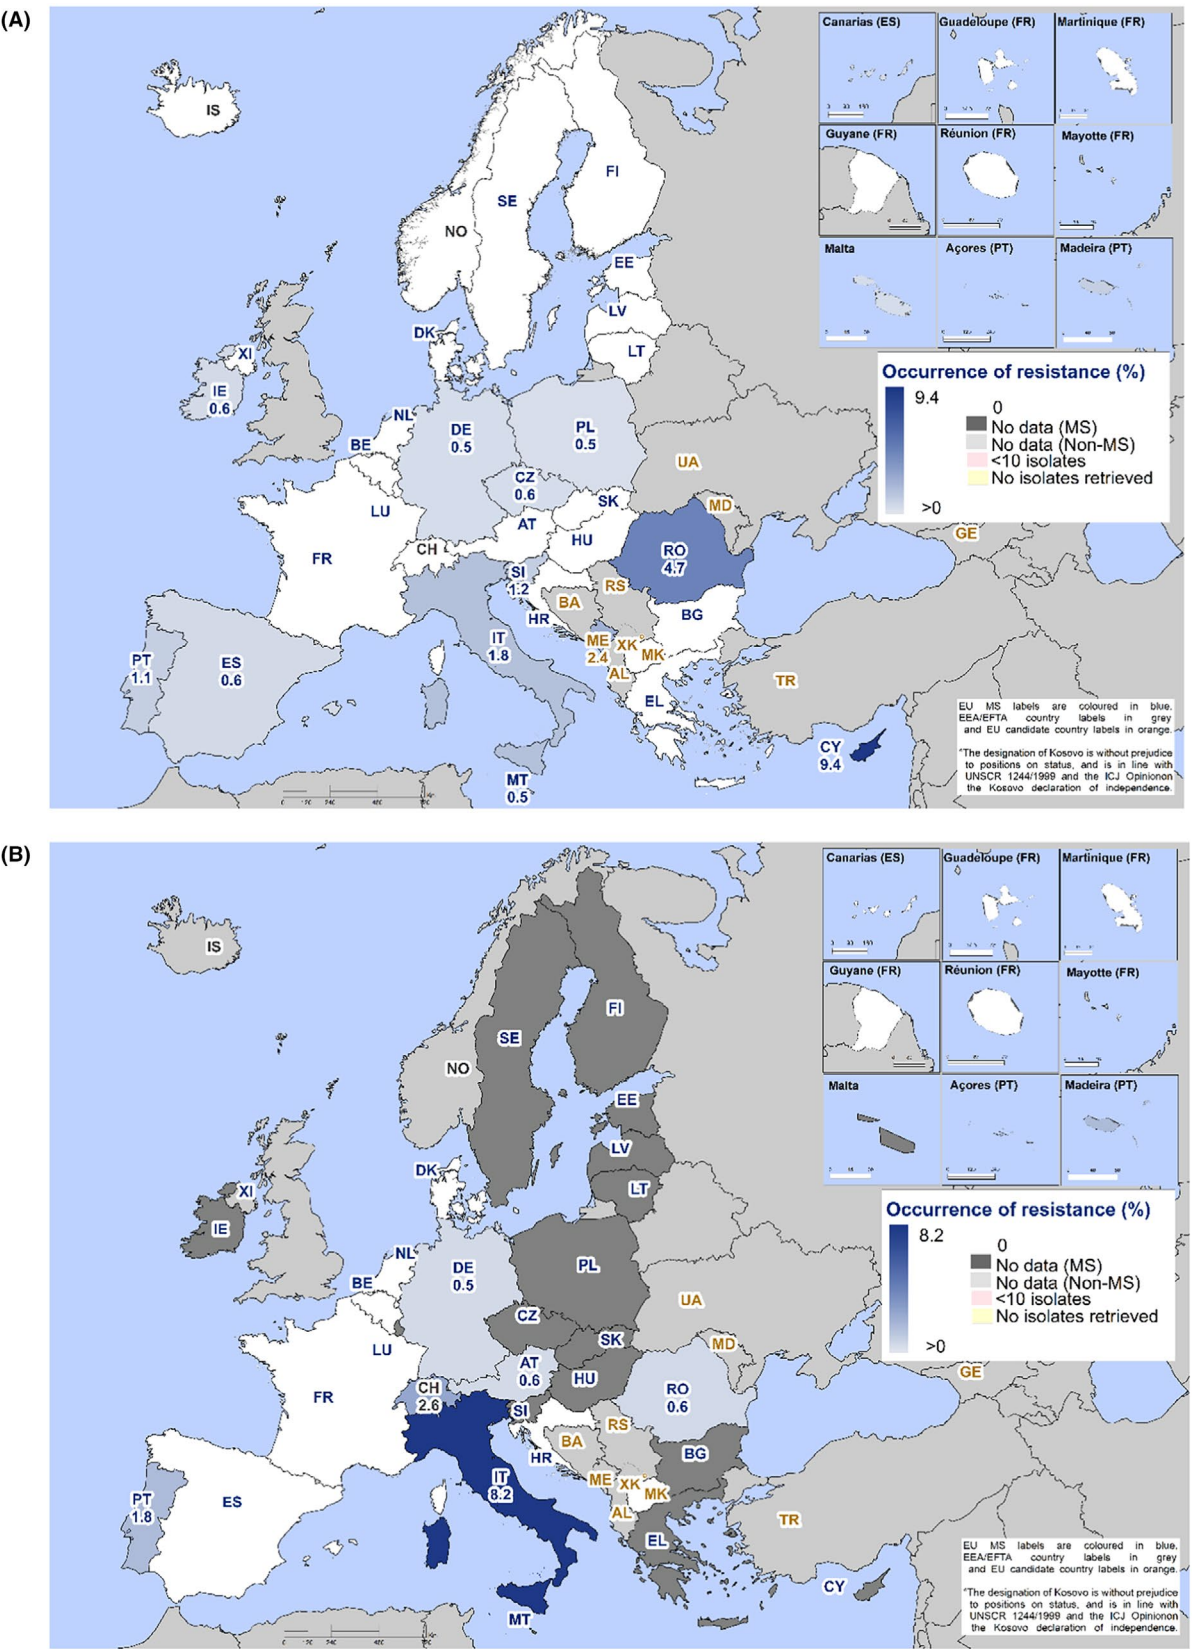 (A)
Canarias (ES)
Guadeloupe (FR)
Martinique (FR)
Guyane (FR)
Réunion (FR)
Mayotte (FR)
Malta
Açores (PT)
Madeira (PT)
IS
FI
SE
NO
EE
LV
LT
DK
XI
IE
0.6
NL
BE
DE
0.5
PL
0.5
CZ
0.6
LU
SK
AT
HU
CH
FR
UA
MD
GE
RO
4.7
SI
1.2
RS
BA
HR
BG
IT
1.8
ME
2.4
XK
MK
AL
EL
PT
1.1
ES
0.6
TR
CY
9.4
MT
0.5
Occurrence of resistance (%)
9.4
>0
0
No data (MS)
No data (Non-MS)
<10 isolates
No isolates retrieved
EU MS labels are coloured in blue.
EEA/EFTA country labels in grey
and EU candidate country labels in orange.
*The designation of Kosovo is without prejudice
to positions on status, and is in line with
UNSCR 1244/1999 and the ICJ Opinionon
the Kosovo declaration of independence.
(B)
Canarias (ES)
Guadeloupe (FR)
Martinique (FR)
Guyane (FR)
Réunion (FR)
Mayotte (FR)
Malta
Açores (PT)
Madeira (PT)
IS
FI
SE
NO
EE
LV
LT
DK
XI
IE
NL
BE
DE
0.5
PL
CZ
LU
SK
AT
0.6
HU
CH
2.6
FR
UA
MD
GE
RO
0.6
SI
RS
BA
HR
BG
IT
8.2
ME
XK
MK
AL
EL
PT
1.8
ES
TR
CY
MT
Occurrence of resistance (%)
8.2
>0
0
No data (MS)
No data (Non-MS)
<10 isolates
No isolates retrieved
EU MS labels are coloured in blue.
EEA/EFTA country labels in grey
and EU candidate country labels in orange.
*The designation of Kosovo is without prejudice
to positions on status, and is in line with
UNSCR 1244/1999 and the ICJ Opinionon
the Kosovo declaration of independence.